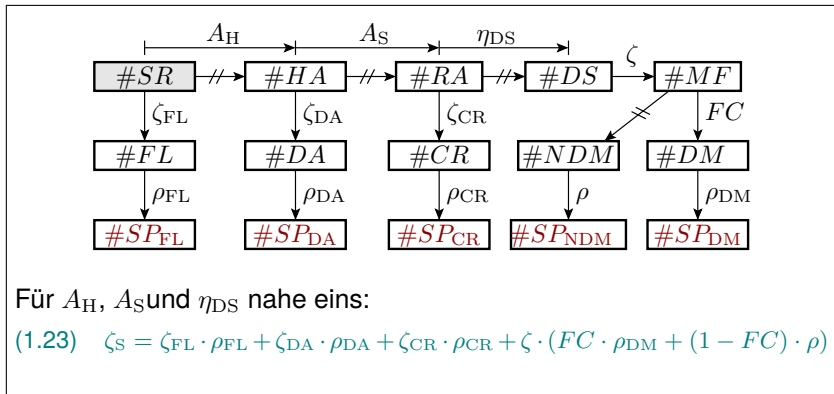 A_H A_S η_DS
#SR #HA #RA #DS ζ #MF
ζ_FL ζ_DA ζ_CR FC
#FL #DA #CR #NDM #DM
ρ_FL ρ_DA ρ_CR ρ ρ_DM
#SP_FL #SP_DA #SP_CR #SP_NDM #SP_DM
Für A_H, A_Sund η_DS nahe eins:
(1.23) ζ_S = ζ_FL · ρ_FL + ζ_DA · ρ_DA + ζ_CR · ρ_CR + ζ · (FC · ρ_DM + (1 − FC) · ρ)